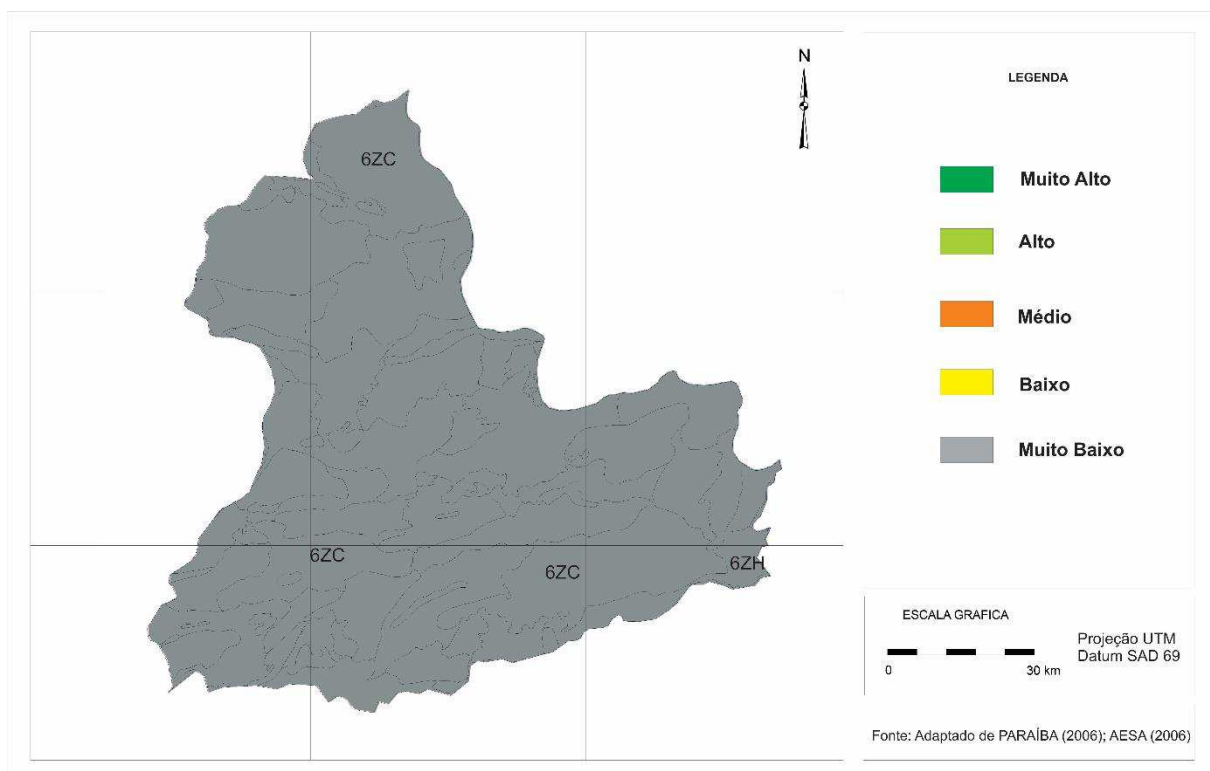 N
6ZC
6ZC
6ZC
6ZH
LEGENDA
Muito Alto
Alto
Médio
Baixo
Muito Baixo
ESCALA GRAFICA
0
30 km
Projeção UTM
Datum SAD 69
Fonte: Adaptado de PARAÍBA (2006); AESA (2006)